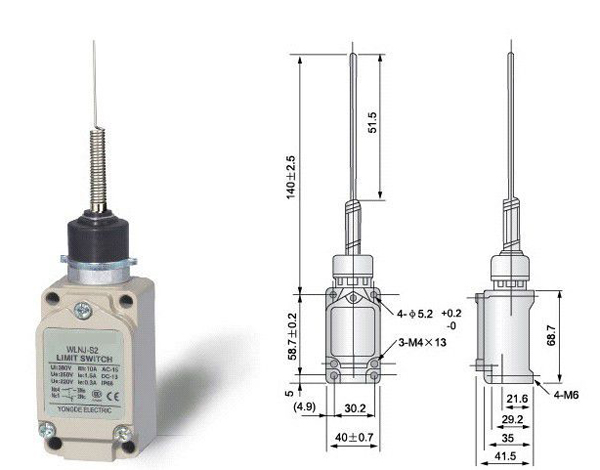 WLNJ-S2
LIMIT SWITCH
Ui:380V Ith:10A AC-15
Ue:380V Ie:1.5A DC-13
Ue:220V Ie:0.3A IP65
YONGDE ELECTRIC
140±2.5
51.5
58.7±0.2
5
(4.9)
30.2
40±0.7
4-φ5.2 +0.2
-0
3-M4×13
68.7
4-M6
21.6
29.2
35
41.5